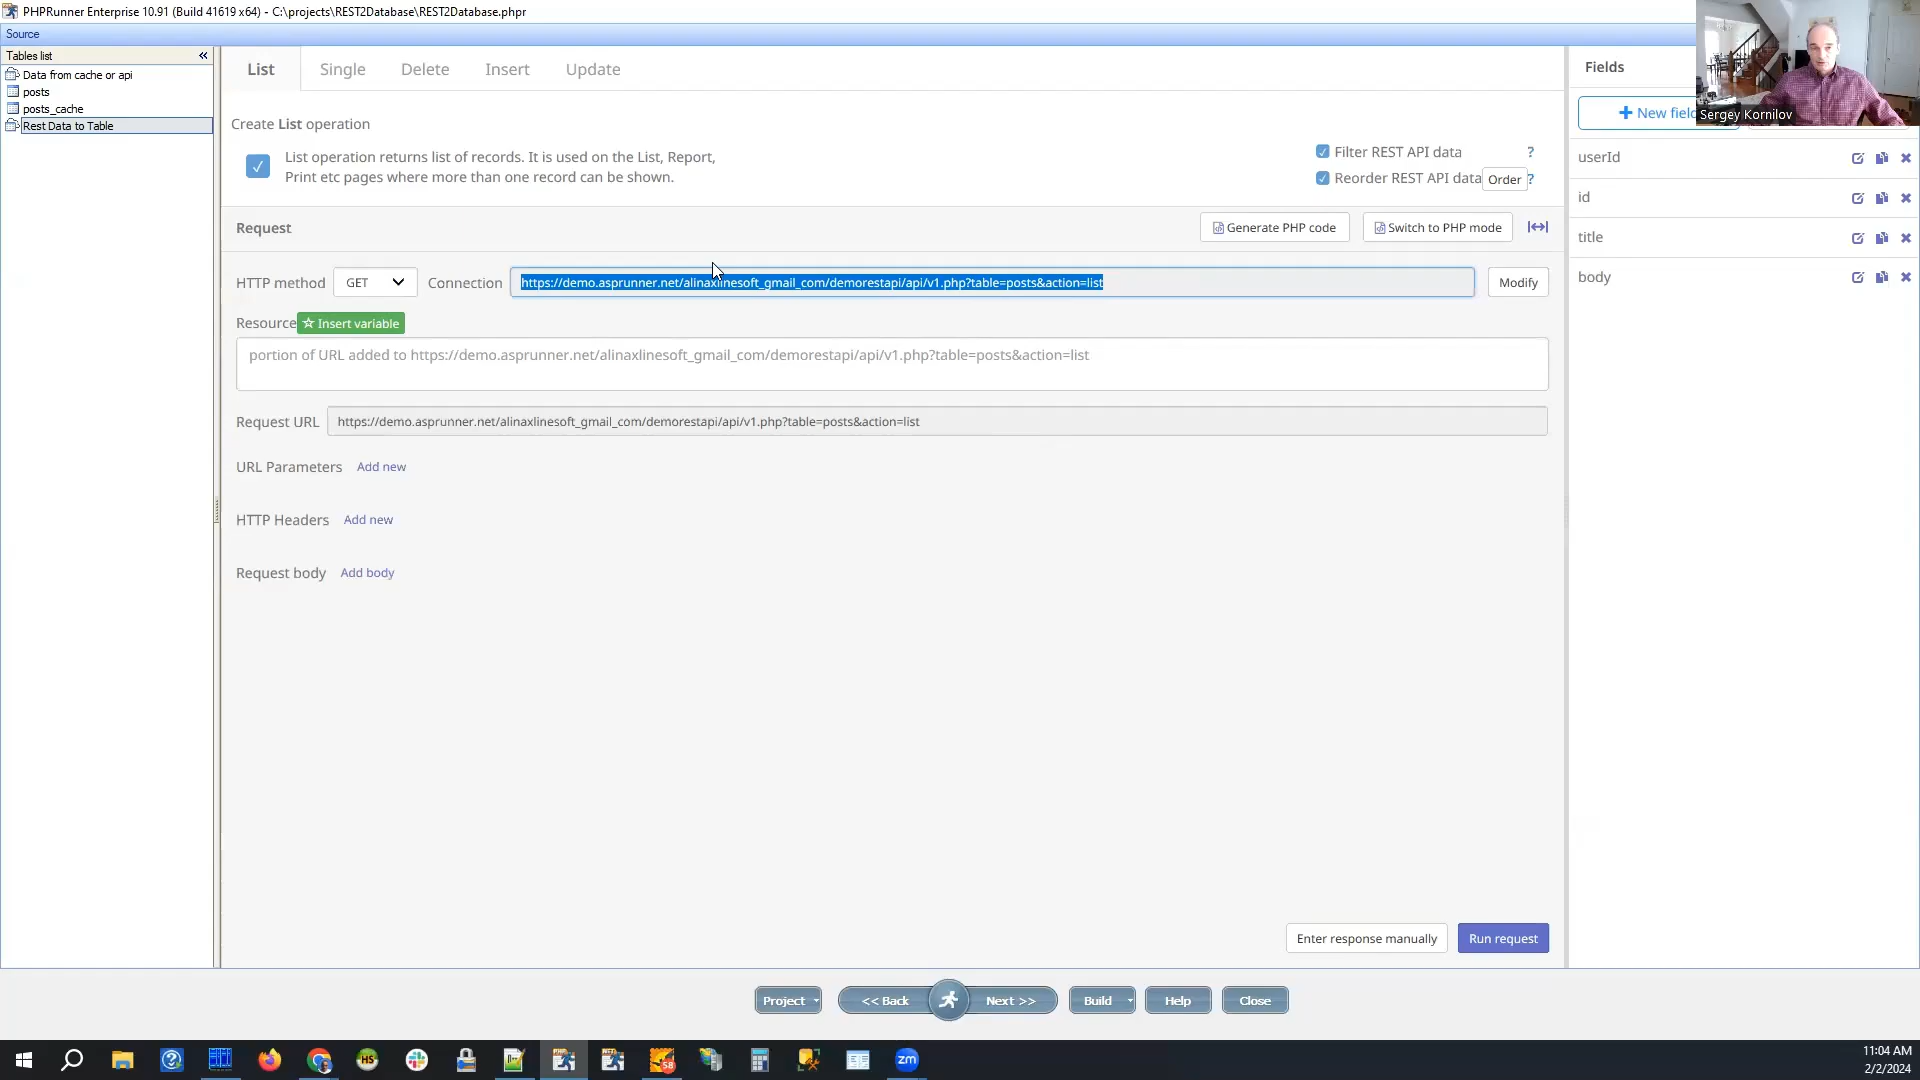 PHPRunner Enterprise 10.91 (Build 41619 x64) - C:\projects\REST2Database\REST2Database.phpr
Source
Tables list
«
Data from cache or api
posts
posts_cache
Rest Data to Table
List
Single
Delete
Insert
Update
Create List operation
List operation returns list of records. It is used on the List, Report,
Print etc pages where more than one record can be shown.
Filter REST API data ?
Reorder REST API data Order ?
Request
Generate PHP code
Switch to PHP mode
HTTP method
GET
Connection
https://demo.asprunner.net/alinaxlinesoft_gmail_com/demorestapi/api/v1.php?table=posts&action=list
Modify
Resource
Insert variable
portion of URL added to https://demo.asprunner.net/alinaxlinesoft_gmail_com/demorestapi/api/v1.php?table=posts&action=list
Request URL
https://demo.asprunner.net/alinaxlinesoft_gmail_com/demorestapi/api/v1.php?table=posts&action=list
URL Parameters Add new
HTTP Headers Add new
Request body Add body
Enter response manually
Run request
Fields
+ New field
userId
id
title
body
Sergey Kornilov
Project
<< Back
Next >>
Build
Help
Close
HS
58
zm
11:04 AM
2/2/2024